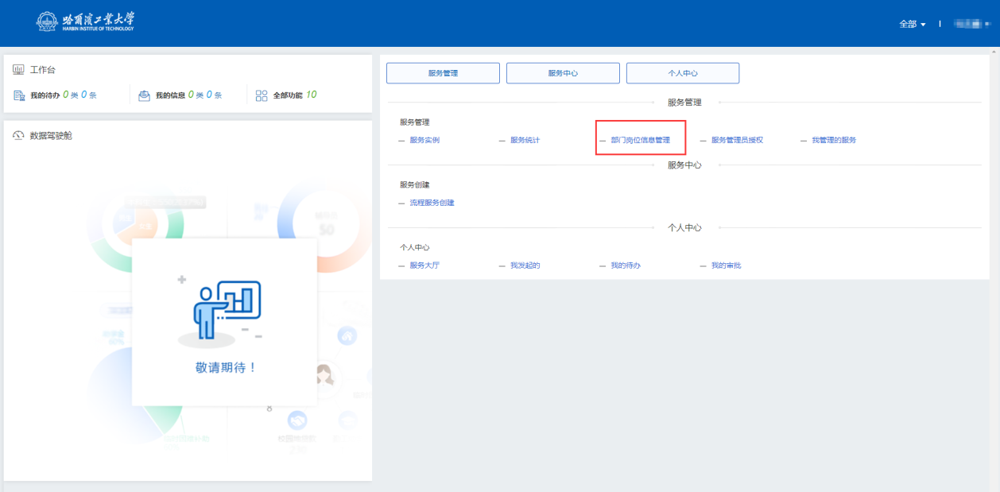 哈爾濱工業大學
HARBIN INSTITUE OF TECHNOLOGY
全部
工作台
我的待办 0 类 0 条
我的信息 0 类 0 条
全部功能 10
数据驾驶舱
敬请期待！
服务管理
服务中心
个人中心
服务管理
服务管理
服务实例
服务统计
部门岗位信息管理
服务管理员授权
我管理的服务
服务中心
服务创建
流程服务创建
个人中心
个人中心
服务大厅
我发起的
我的待办
我的审批